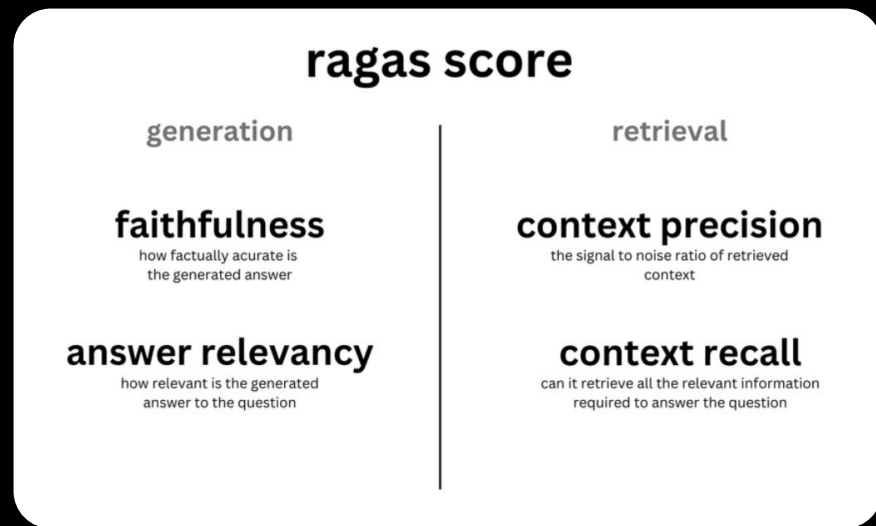 ragas score
generation
faithfulness
how factually acurate is
the generated answer
answer relevancy
how relevant is the generated
answer to the question
retrieval
context precision
the signal to noise ratio of retrieved
context
context recall
can it retrieve all the relevant information
required to answer the question